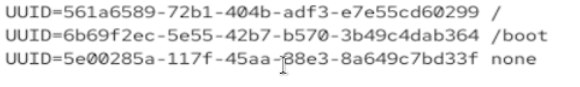 UUID=561a6589-72b1-404b-adf3-e7e55cd60299 /
UUID=6b69f2ec-5e55-42b7-b570-3b49c4dab364 /boot
UUID=5e00285a-117f-45aa-88e3-8a649c7bd33f none